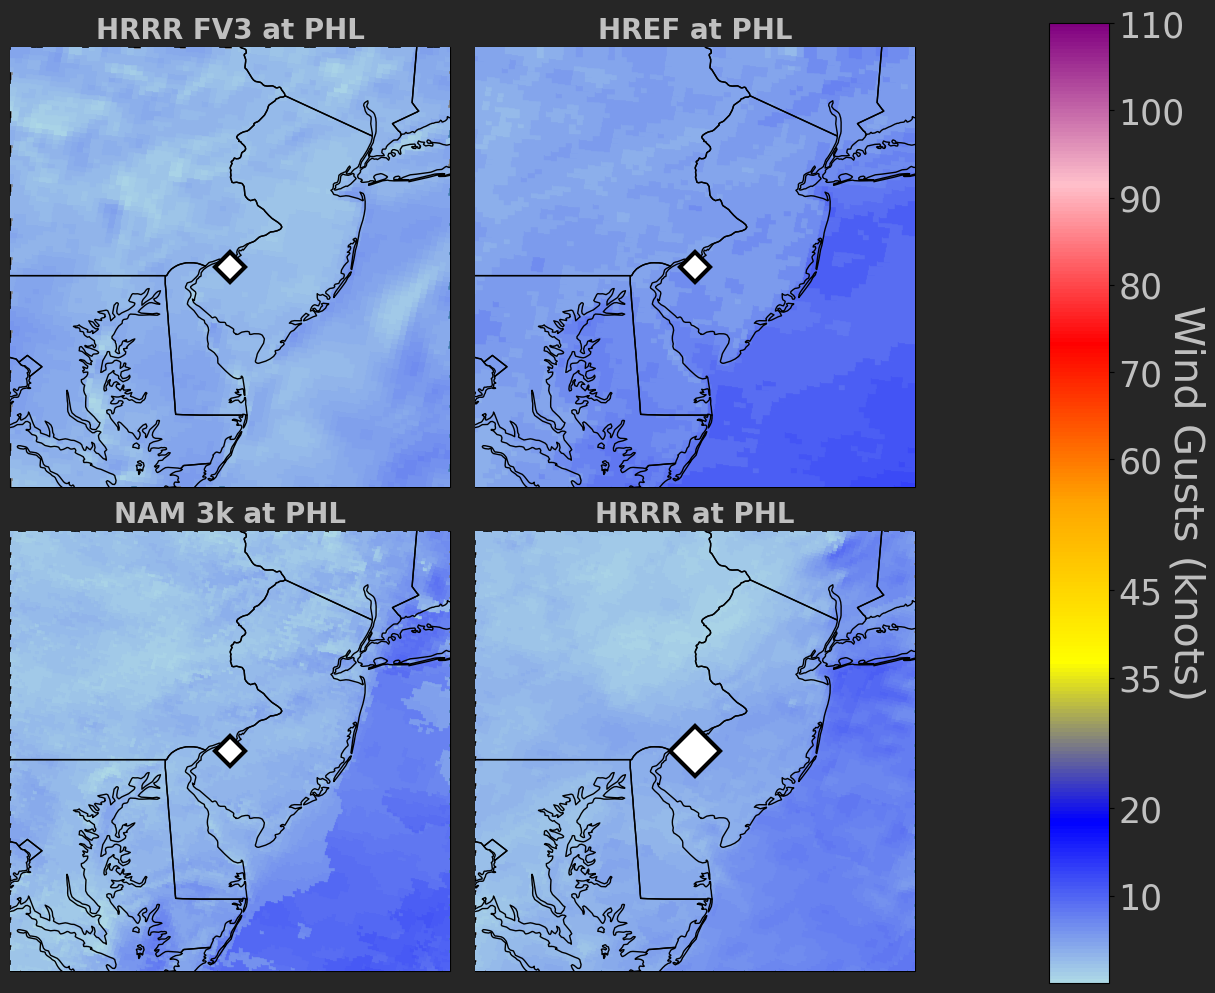 HRRR FV3 at PHL
HREF at PHL
NAM 3k at PHL
HRRR at PHL
110
100
90
80
70
60
45
35
20
10
Wind Gusts (knots)